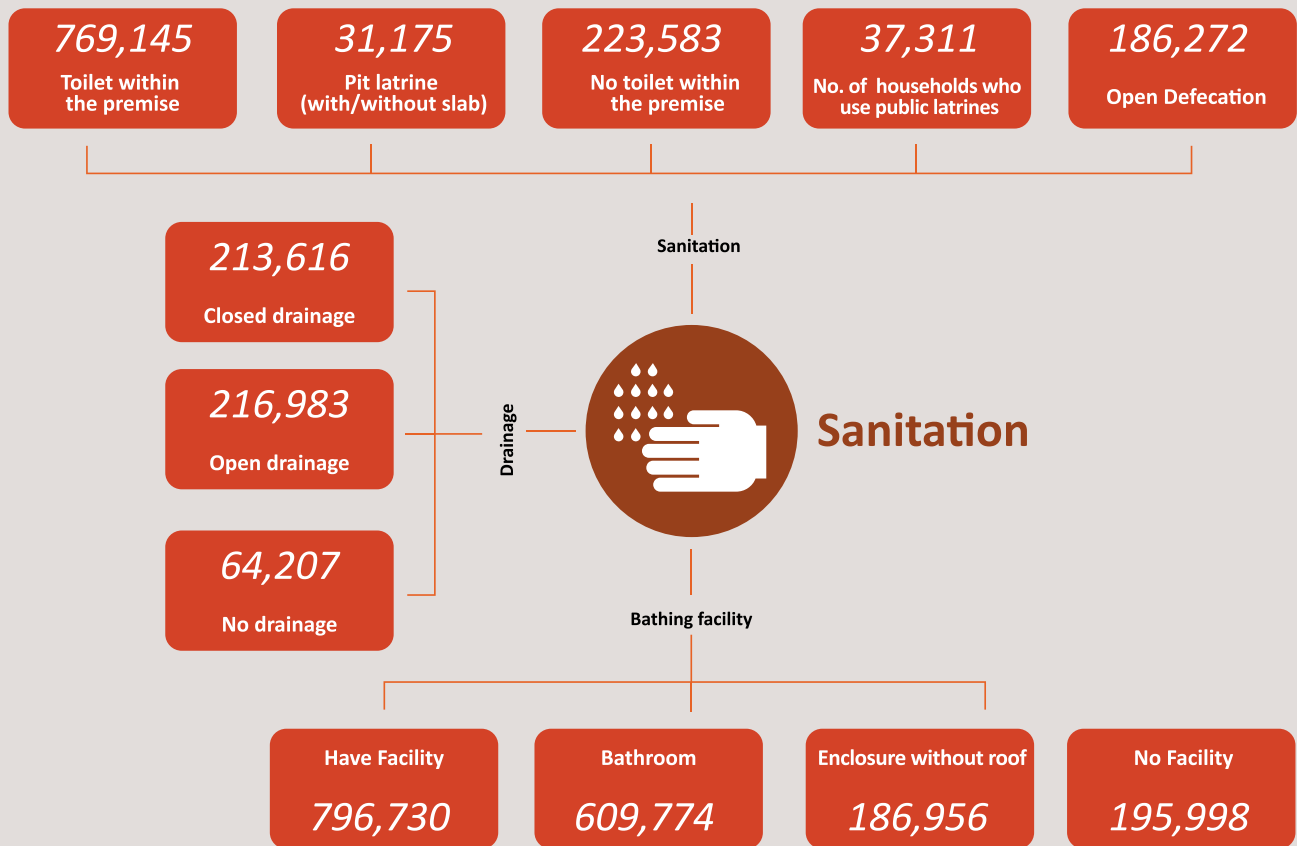 769,145
Toilet within
the premise
31,175
Pit latrine
(with/without slab)
223,583
No toilet within
the premise
37,311
No. of households who
use public latrines
186,272
Open Defecation
Sanitation
213,616
Closed drainage
216,983
Open drainage
64,207
No drainage
Drainage
Sanitation
Bathing facility
Have Facility
796,730
Bathroom
609,774
Enclosure without roof
186,956
No Facility
195,998